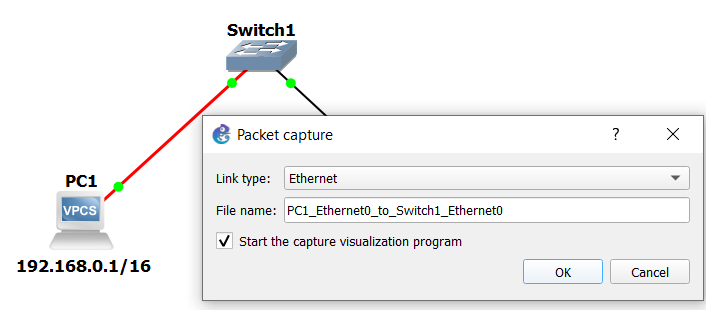 Switch1
Packet capture
?
Link type:
Ethernet
File name:
PC1_Ethernet0_to_Switch1_Ethernet0
Start the capture visualization program
OK
Cancel
PC1
VPCS
192.168.0.1/16